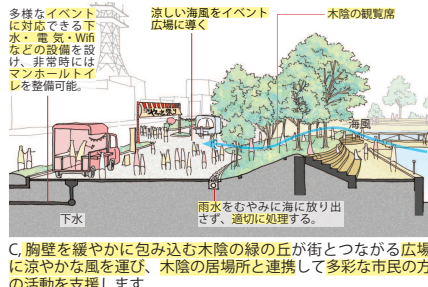 多様なイベント
に対応できる下
水・電気・Wifi
などの設備を設
け、非常時には
マンホールトイ
レを整備可能。
涼しい海風をイベント
広場に導く
木陰の観覧席
海風
下水
雨水をむやみに海に放り出
さず、適切に処理する。
C, 胸壁を緩やかに包み込む木陰の緑の丘が街とつながる広場
に涼やかな風を運び、木陰の居場所と連携して多彩な市民の方
の活動を支援します